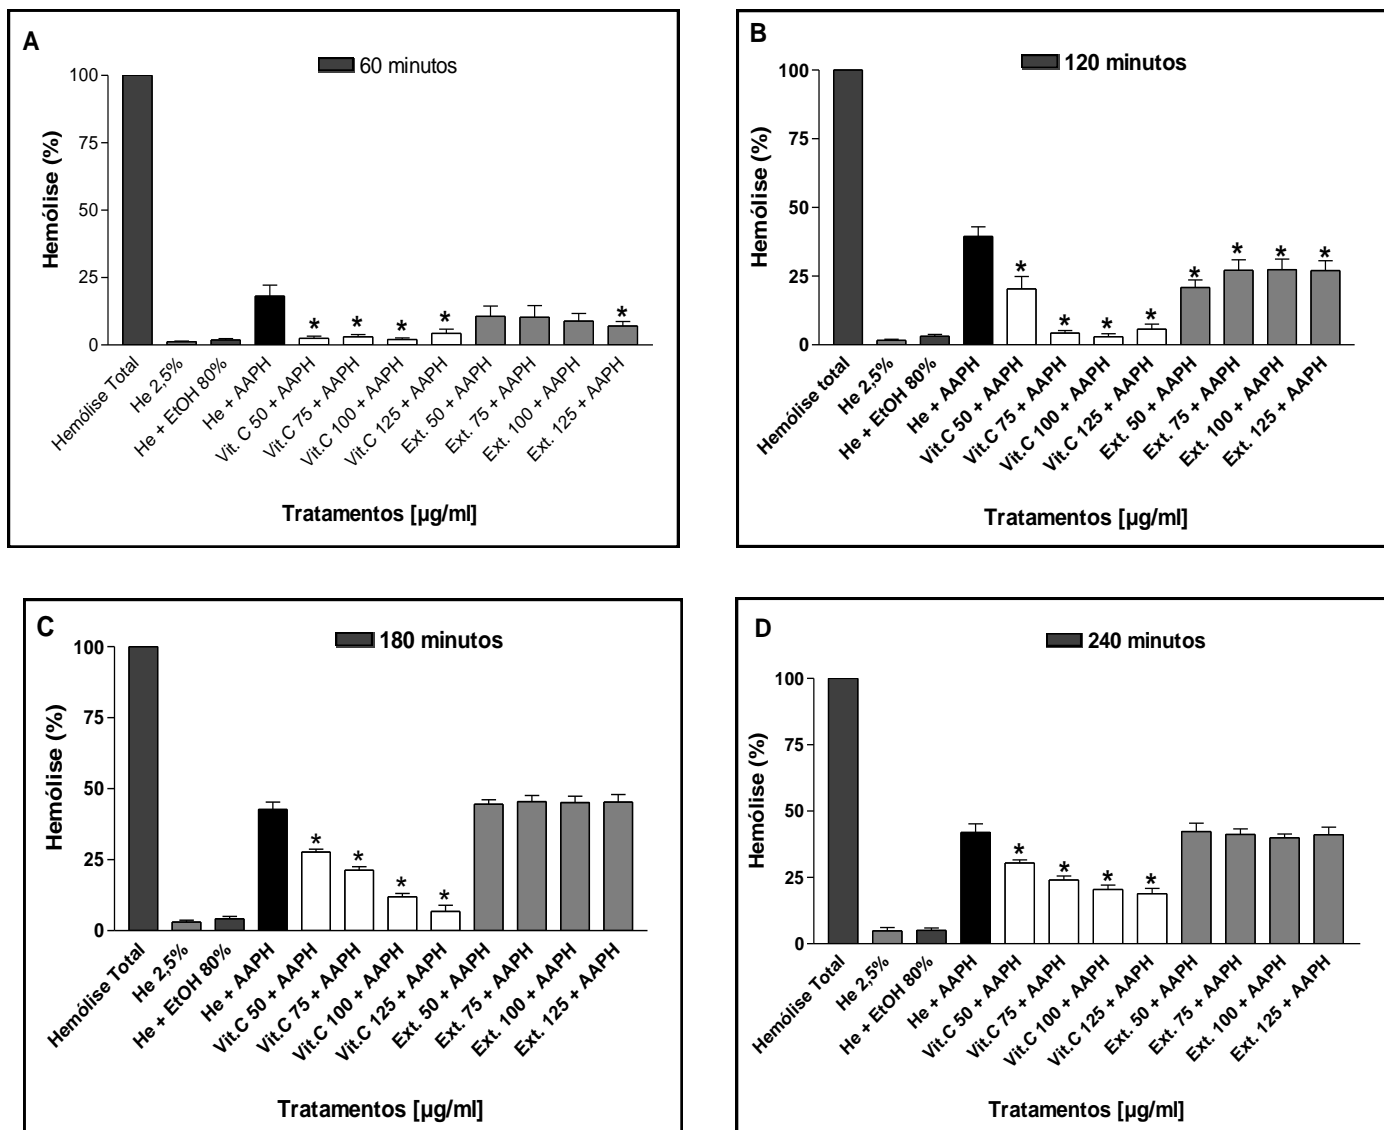 A
60 minutos
Hemólise (%)
100
75
50
25
0
Hemólise Total
He 2,5%
He + EtOH 80%
He + AAPH
Vit. C 50 + AAPH
Vit.C 75 + AAPH
Vit.C 100 + AAPH
Vit.C 125 + AAPH
Ext. 50 + AAPH
Ext. 75 + AAPH
Ext. 100 + AAPH
Ext. 125 + AAPH
* * * * *
Tratamentos [µg/ml]
B
120 minutos
Hemólise (%)
100
75
50
25
0
Hemólise total
He 2,5%
He + EtOH 80%
He + AAPH
Vit.C 50 + AAPH
Vit.C 75 + AAPH
Vit.C 100 + AAPH
Vit.C 125 + AAPH
Ext. 50 + AAPH
Ext. 75 + AAPH
Ext. 100 + AAPH
Ext. 125 + AAPH
* * * * * * * *
Tratamentos [µg/ml]
C
180 minutos
Hemólise (%)
100
75
50
25
0
Hemólise Total
He 2,5%
He + EtOH 80%
He + AAPH
Vit.C 50 + AAPH
Vit.C 75 + AAPH
Vit.C 100 + AAPH
Vit.C 125 + AAPH
Ext. 50 + AAPH
Ext. 75 + AAPH
Ext. 100 + AAPH
Ext. 125 + AAPH
* * * *
Tratamentos [µg/ml]
D
240 minutos
Hemólise (%)
100
75
50
25
0
Hemólise Total
He 2,5%
He + EtOH 80%
He + AAPH
Vit.C 50 + AAPH
Vit.C 75 + AAPH
Vit.C 100 + AAPH
Vit.C 125 + AAPH
Ext. 50 + AAPH
Ext. 75 + AAPH
Ext. 100 + AAPH
Ext. 125 + AAPH
* * * *
Tratamentos [µg/ml]